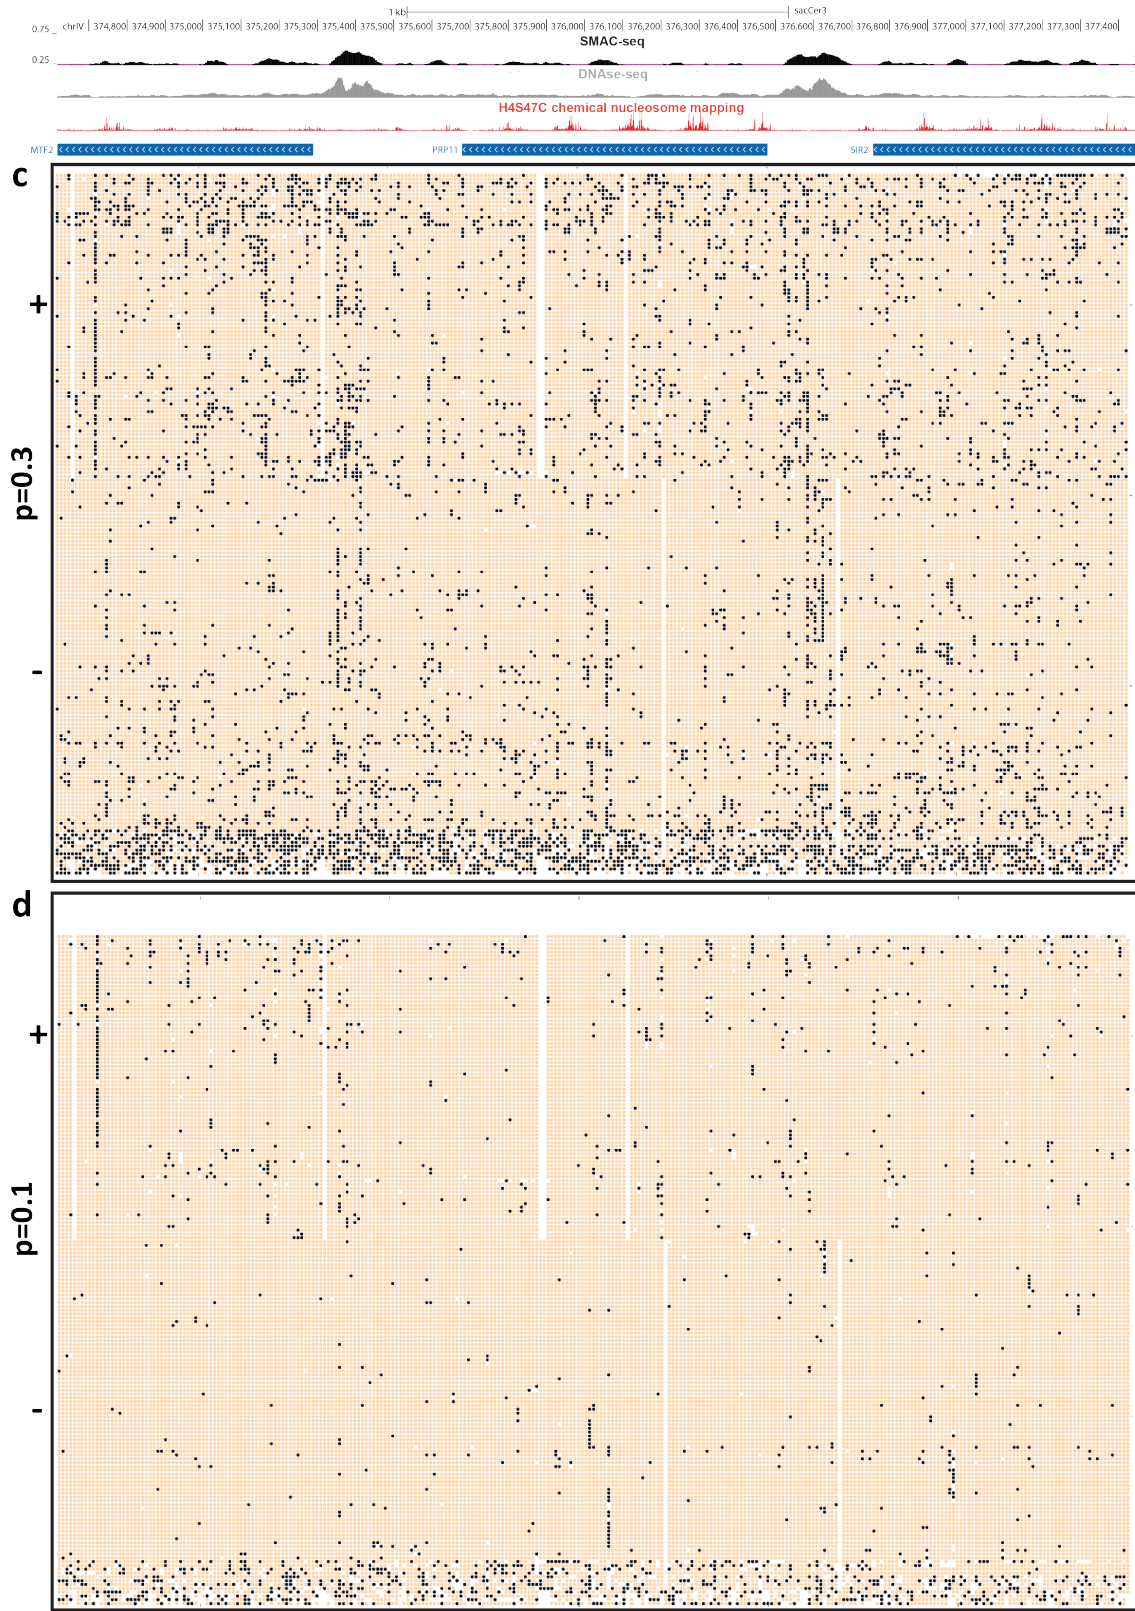 1 kb sacCer3
0.75
chrIV 374,800 374,900 375,000 375,100 375,200 375,300 375,400 375,500 375,600 375,700 375,800 375,900 376,000 376,100 376,200 376,300 376,400 376,500 376,600 376,700 376,800 376,900 377,000 377,100 377,200 377,300 377,400
SMAC-seq
0.25
DNAse-seq
H4S47C chemical nucleosome mapping
MTF2 PRP11 SIR2
c
+
p=0.3
-
d
+
p=0.1
-